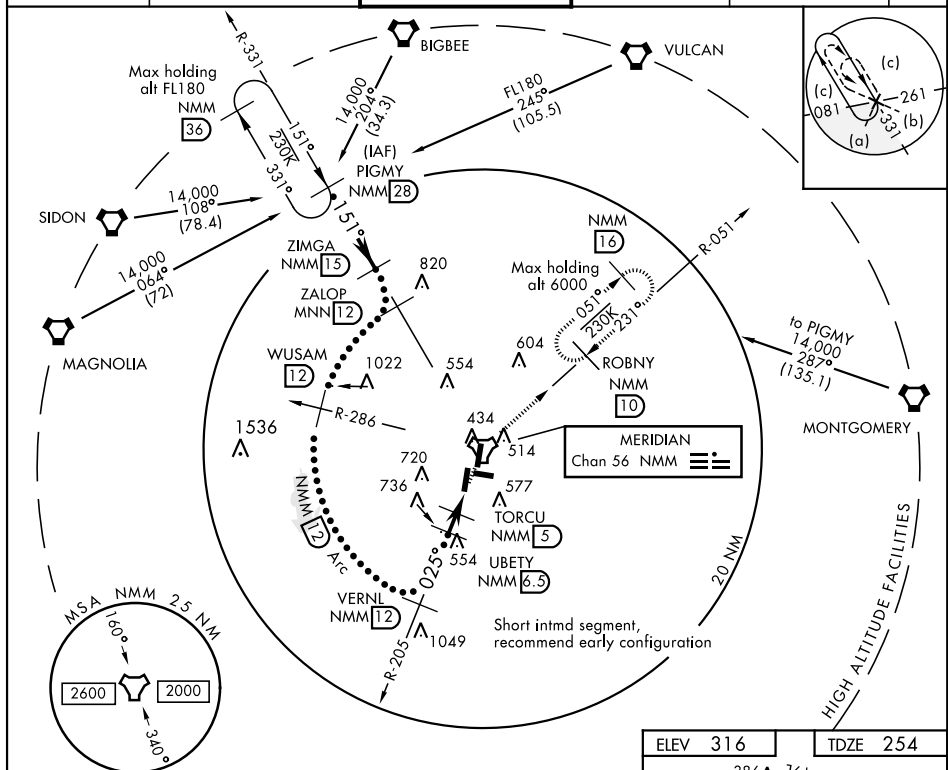 R-331
BIGBEE
VULCAN
Max holding
alt FL180
NMM
36
14,000
204°
(34.3)
FL180
245°
(105.5)
(c)
(c)
081
261
331
(a)
(b)
151°
230K
331°
(IAF)
PIGMY
NMM 28
SIDON
14,000
108°
(78.4)
151°
14,000
064°
(72)
MAGNOLIA
ZIMGA
NMM 15
820
ZALOP
MNN 12
NMM
16
R-051
Max holding
alt 6000
051°
230K
231°
to PIGMY
14,000
287°
(135.1)
MONTGOMERY
WUSAM
12
1022
554
604
ROBNY
NMM
10
R-286
1536
434
514
MERIDIAN
Chan 56 NMM
720
736
577
NMM
12
Arc
TORCU
NMM 5
554
UBETY
NMM 6.5
025°
VERNL
NMM 12
1049
R-205
Short intmd segment,
recommend early configuration
20 NM
HIGH ALTITUDE FACILITIES
MSA NMM 25 NM
160°
2600
2000
340°
ELEV 316
TDZE 254